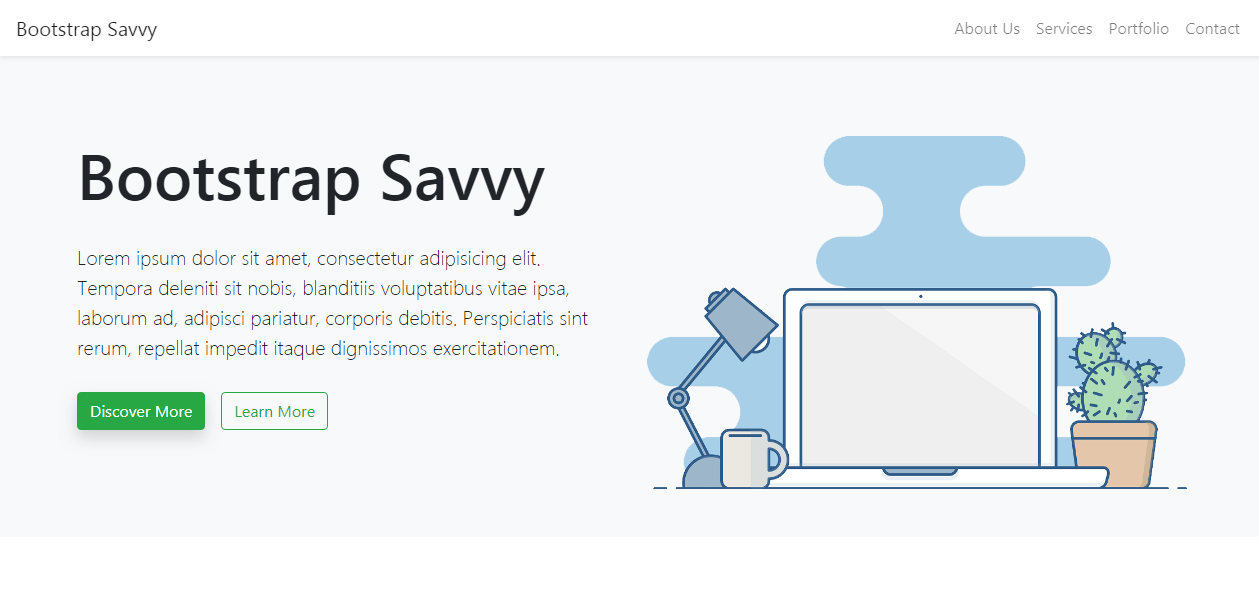 Bootstrap Savvy
About Us Services Portfolio Contact
Bootstrap Savvy
Lorem ipsum dolor sit amet, consectetur adipisicing elit.
Tempora deleniti sit nobis, blanditiis voluptatibus vitae ipsa,
laborum ad, adipisci pariatur, corporis debitis. Perspiciatis sint
rerum, repellat impedit itaque dignissimos exercitationem.
Discover More
Learn More